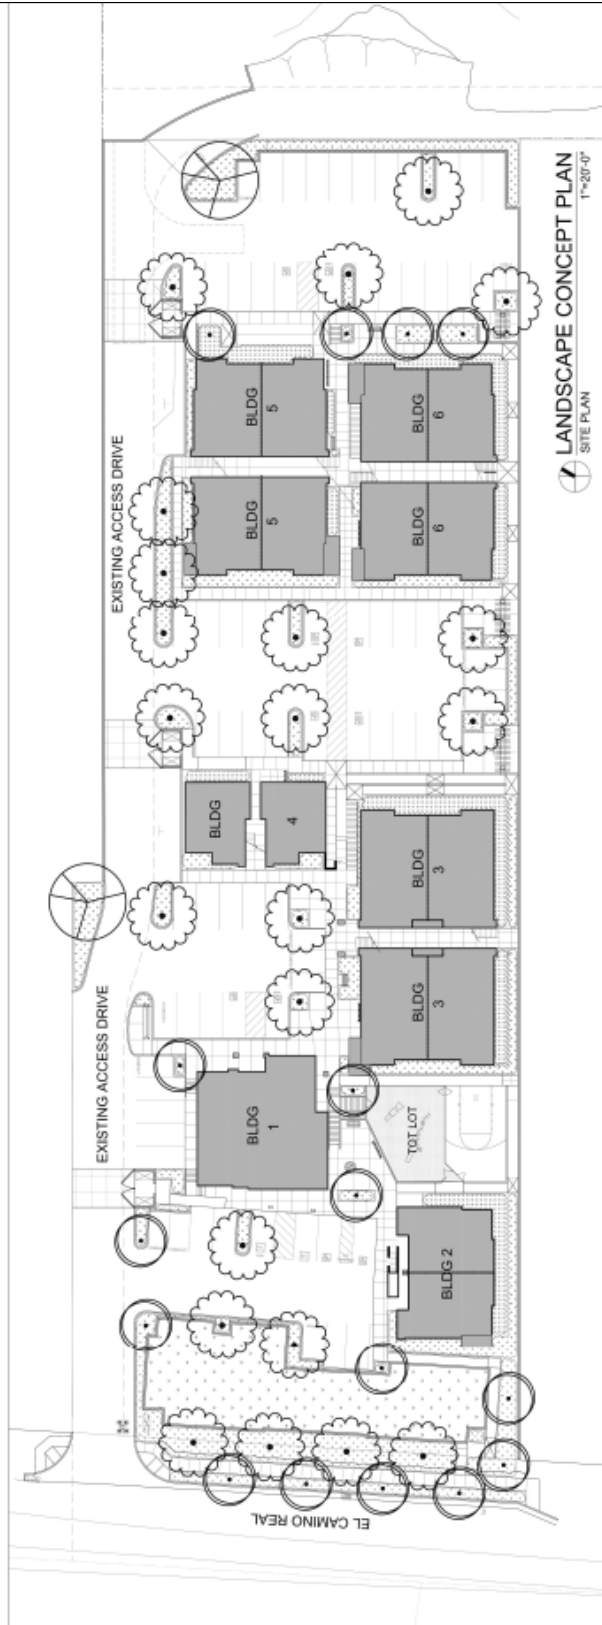 LANDSCAPE CONCEPT PLAN
SITE PLAN
1"=20'-0"
EXISTING ACCESS DRIVE
EXISTING ACCESS DRIVE
BLDG
5
BLDG
6
BLDG
5
BLDG
6
BLDG
4
BLDG
3
BLDG
3
BLDG
1
TOT LOT
BLDG 2
EL CAMINO REAL